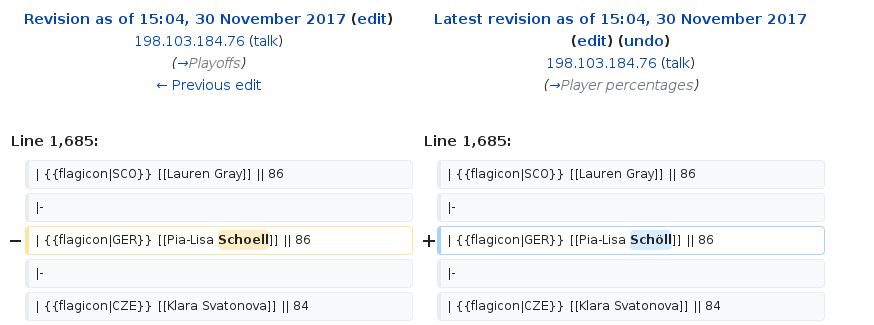 Revision as of 15:04, 30 November 2017 (edit)
198.103.184.76 (talk)
(→Playoffs)
← Previous edit
Latest revision as of 15:04, 30 November 2017
(edit) (undo)
198.103.184.76 (talk)
(→Player percentages)
Line 1,685:
Line 1,685:
| {{flagicon|SCO}} [[Lauren Gray]] || 86
| {{flagicon|SCO}} [[Lauren Gray]] || 86
|-
|-
− | {{flagicon|GER}} [[Pia-Lisa Schoell]] || 86
+ | {{flagicon|GER}} [[Pia-Lisa Schöll]] || 86
|-
|-
| {{flagicon|CZE}} [[Klara Svatonova]] || 84
| {{flagicon|CZE}} [[Klara Svatonova]] || 84